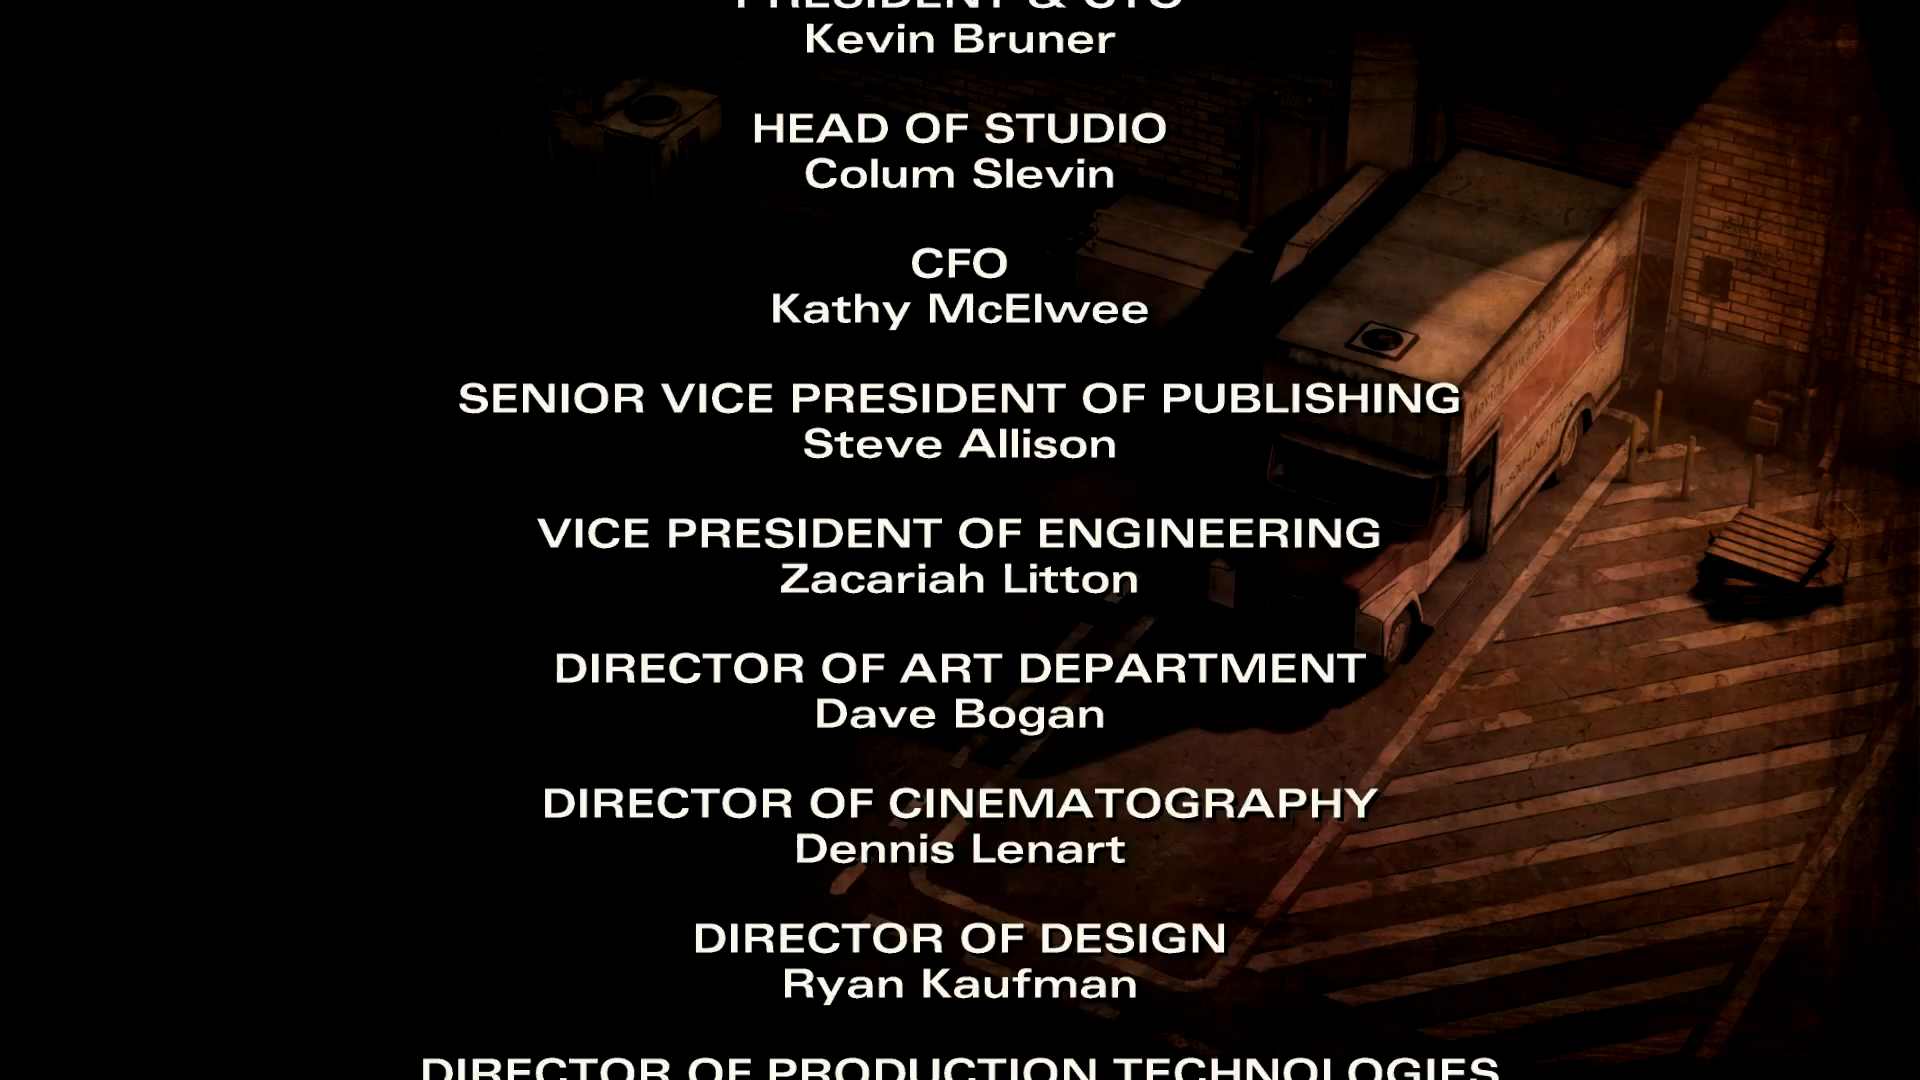 PRESIDENT & CTO
Kevin Bruner
HEAD OF STUDIO
Colum Slevin
CFO
Kathy McElwee
SENIOR VICE PRESIDENT OF PUBLISHING
Steve Allison
VICE PRESIDENT OF ENGINEERING
Zacariah Litton
DIRECTOR OF ART DEPARTMENT
Dave Bogan
DIRECTOR OF CINEMATOGRAPHY
Dennis Lenart
DIRECTOR OF DESIGN
Ryan Kaufman
DIRECTOR OF PRODUCTION TECHNOLOGIES